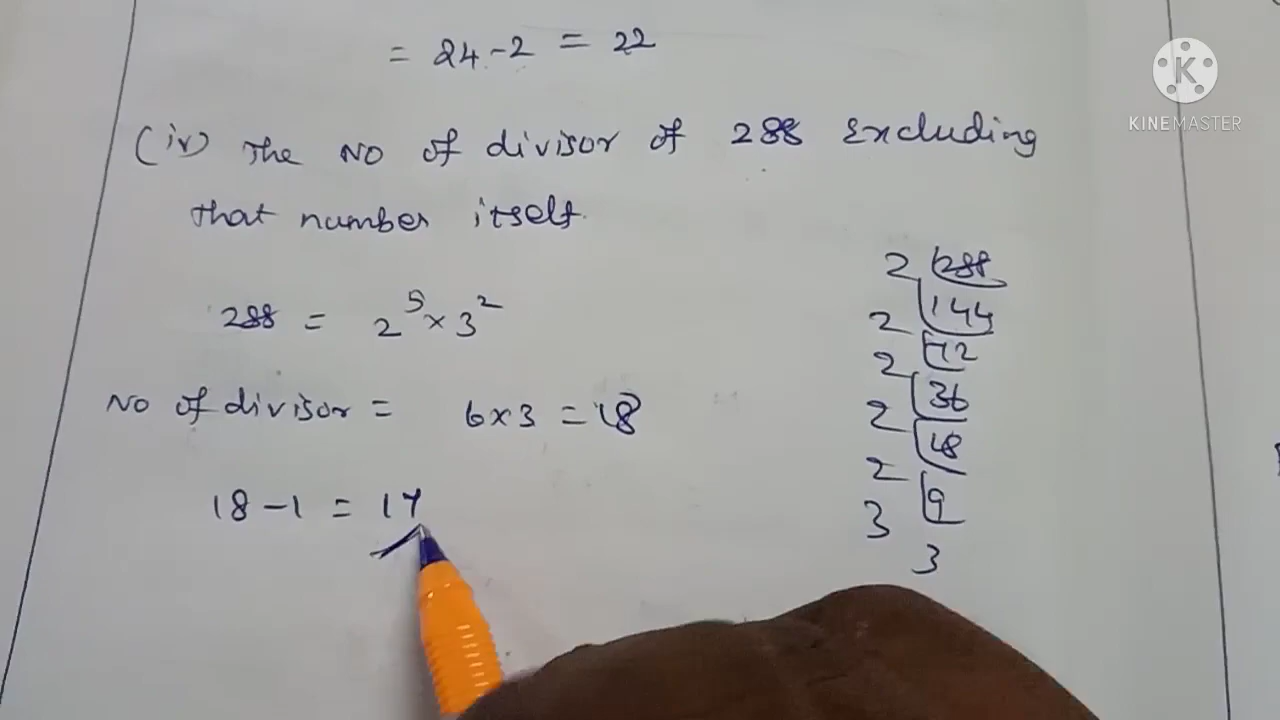 = 24-2 = 22
K
KINEMASTER
(iv) The NO of divisor of 288 Excluding
that number itself.
288 = 2^5 × 3^2
NO of divisor = 6×3 = 18
18-1 = 17
2 288
2 144
2 72
2 36
2 18
3 9
3